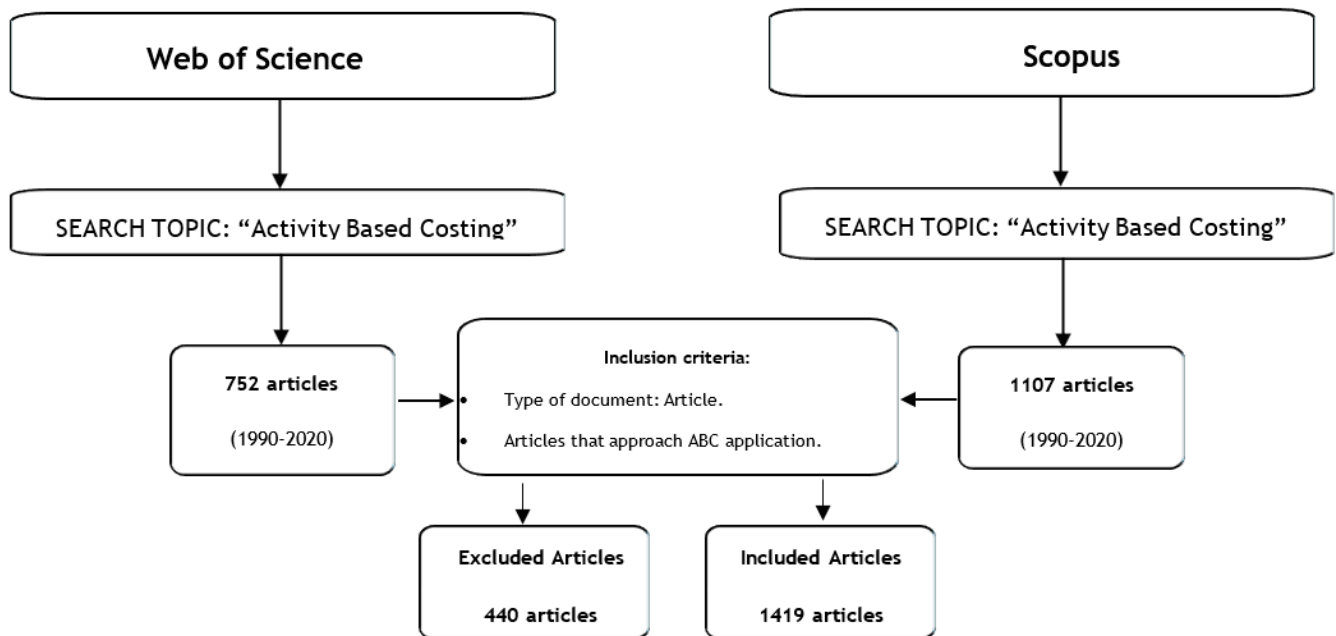 Web of Science
Scopus
SEARCH TOPIC: “Activity Based Costing”
SEARCH TOPIC: “Activity Based Costing”
752 articles
(1990-2020)
Inclusion criteria:
• Type of document: Article.
• Articles that approach ABC application.
1107 articles
(1990-2020)
Excluded Articles
440 articles
Included Articles
1419 articles